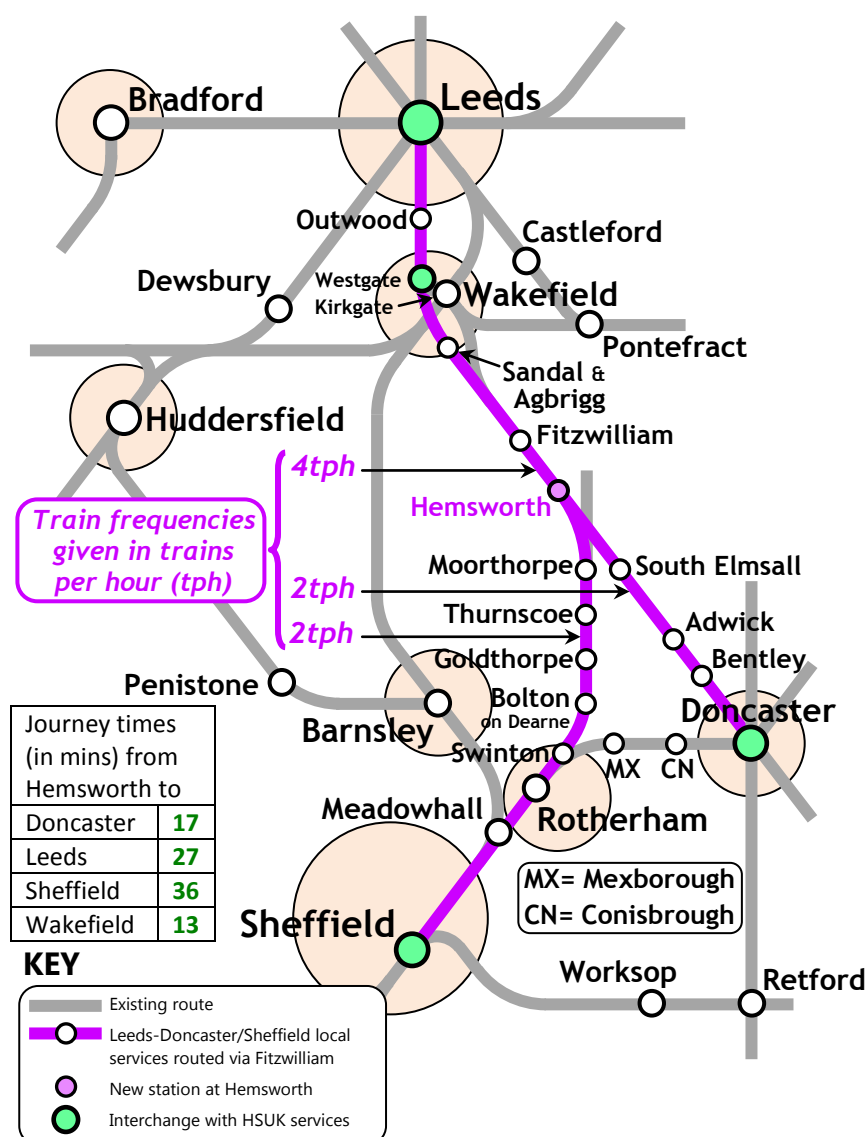 Bradford
Leeds
Outwood
Castleford
Dewsbury
Westgate
Kirkgate
Wakefield
Pontefract
Sandal &
Agbrigg
Huddersfield
Fitzwilliam
4tph
Hemsworth
Train frequencies
given in trains
per hour (tph)
Moorthorpe
South Elmsall
2tph
Thurnscoe
Adwick
2tph
Goldthorpe
Bentley
Penistone
Bolton
on Dearne
Doncaster
Barnsley
Swinton
MX
CN
Journey times
(in mins) from
Hemsworth to
Doncaster 17
Leeds 27
Sheffield 36
Wakefield 13
Meadowhall
Rotherham
MX= Mexborough
CN= Conisbrough
Sheffield
Worksop
Retford
KEY
Existing route
Leeds-Doncaster/Sheffield local
services routed via Fitzwilliam
New station at Hemsworth
Interchange with HSUK services